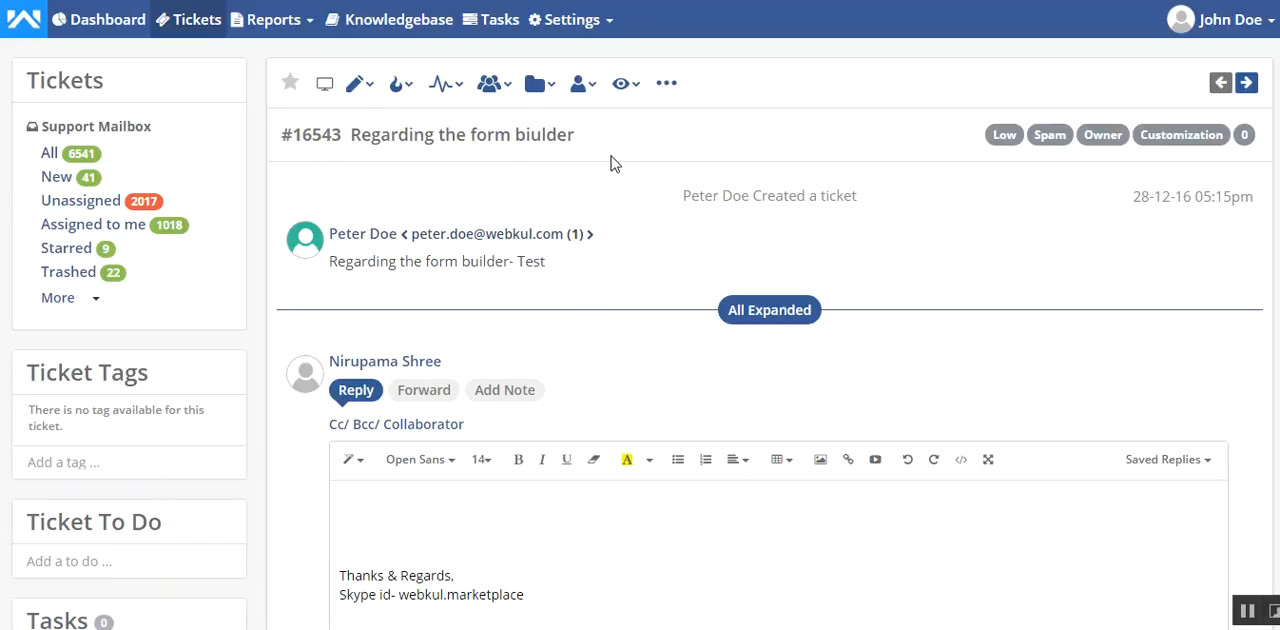 Dashboard Tickets Reports Knowledgebase Tasks Settings John Doe
Tickets
Support Mailbox
All 6541
New 41
Unassigned 2017
Assigned to me 1018
Starred 9
Trashed 22
More
Ticket Tags
There is no tag available for this
ticket.
Add a tag ...
Ticket To Do
Add a to do ...
Tasks 0
#16543 Regarding the form biulder
Low Spam Owner Customization 0
Peter Doe Created a ticket 28-12-16 05:15pm
Peter Doe < peter.doe@webkul.com (1) >
Regarding the form builder- Test
All Expanded
Nirupama Shree
Reply Forward Add Note
Cc/ Bcc/ Collaborator
Open Sans 14 B I U A Saved Replies
Thanks & Regards,
Skype id- webkul.marketplace